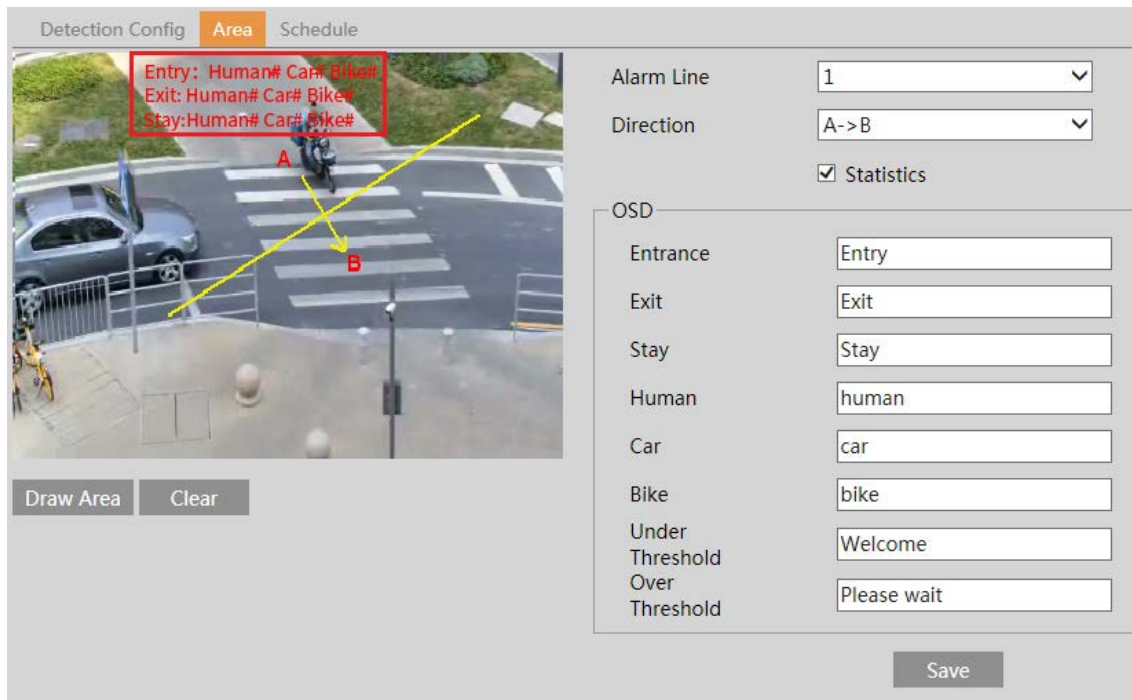 Detection Config Area Schedule
Entry: Human# Car# Bike#
Exit: Human# Car# Bike#
Stay:Human# Car# Bike#
A
B
Draw Area Clear
Alarm Line 1
Direction A->B
Statistics
OSD
Entrance Entry
Exit Exit
Stay Stay
Human human
Car car
Bike bike
Under
Threshold Welcome
Over
Threshold Please wait
Save